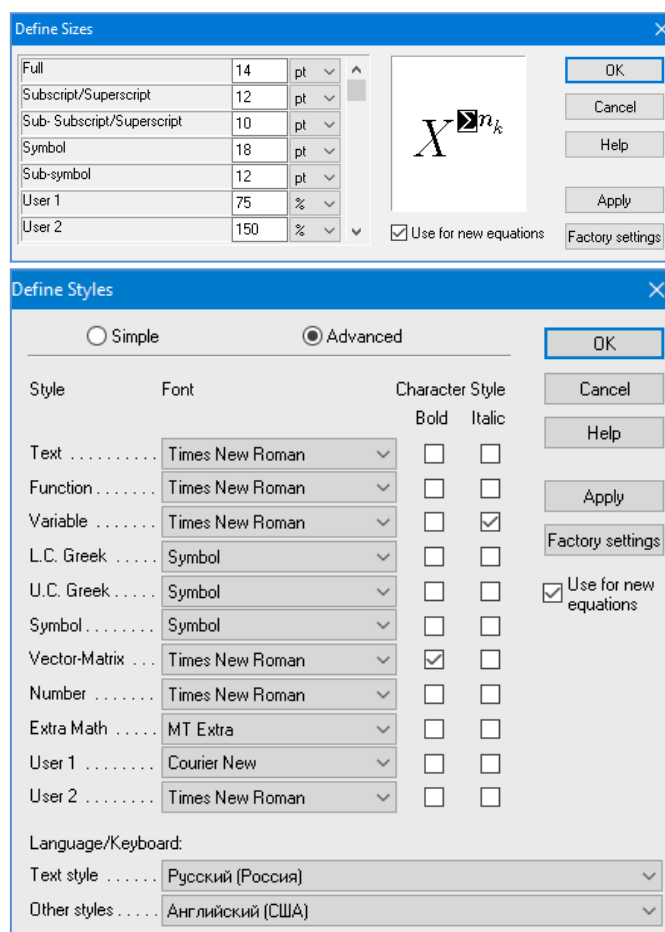 Define Sizes
Full 14 pt
Subscript/Superscript 12 pt
Sub- Subscript/Superscript 10 pt
Symbol 18 pt
Sub-symbol 12 pt
User 1 75 %
User 2 150 %
X Σ n k
Use for new equations
OK
Cancel
Help
Apply
Factory settings
Define Styles
Simple Advanced
Style Font Character Style
Bold Italic
Text . . . . . . . . . . Times New Roman
Function . . . . . . . Times New Roman
Variable . . . . . . . . Times New Roman
L.C. Greek . . . . . Symbol
U.C. Greek . . . . . Symbol
Symbol . . . . . . . . Symbol
Vector-Matrix . . . Times New Roman
Number . . . . . . . . Times New Roman
Extra Math . . . . . MT Extra
User 1 . . . . . . . . Courier New
User 2 . . . . . . . . Times New Roman
Language/Keyboard:
Text style . . . . . . Русский (Россия)
Other styles . . . . . Английский (США)
OK
Cancel
Help
Apply
Factory settings
Use for new
equations